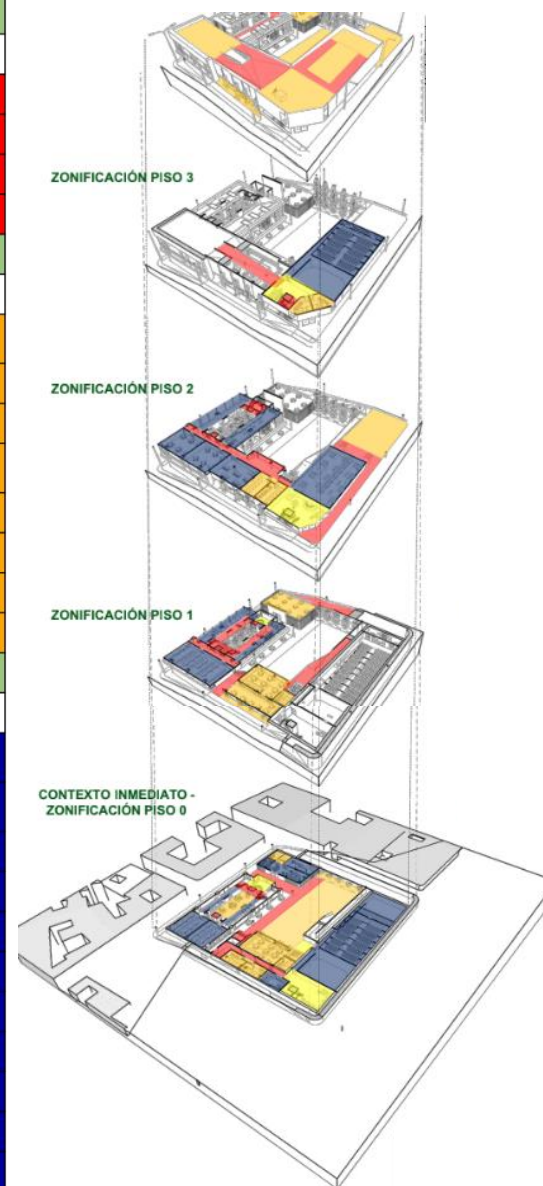 ZONIFICACIÓN PISO 3
ZONIFICACIÓN PISO 2
ZONIFICACIÓN PISO 1
CONTEXTO INMEDIATO -
ZONIFICACIÓN PISO 0